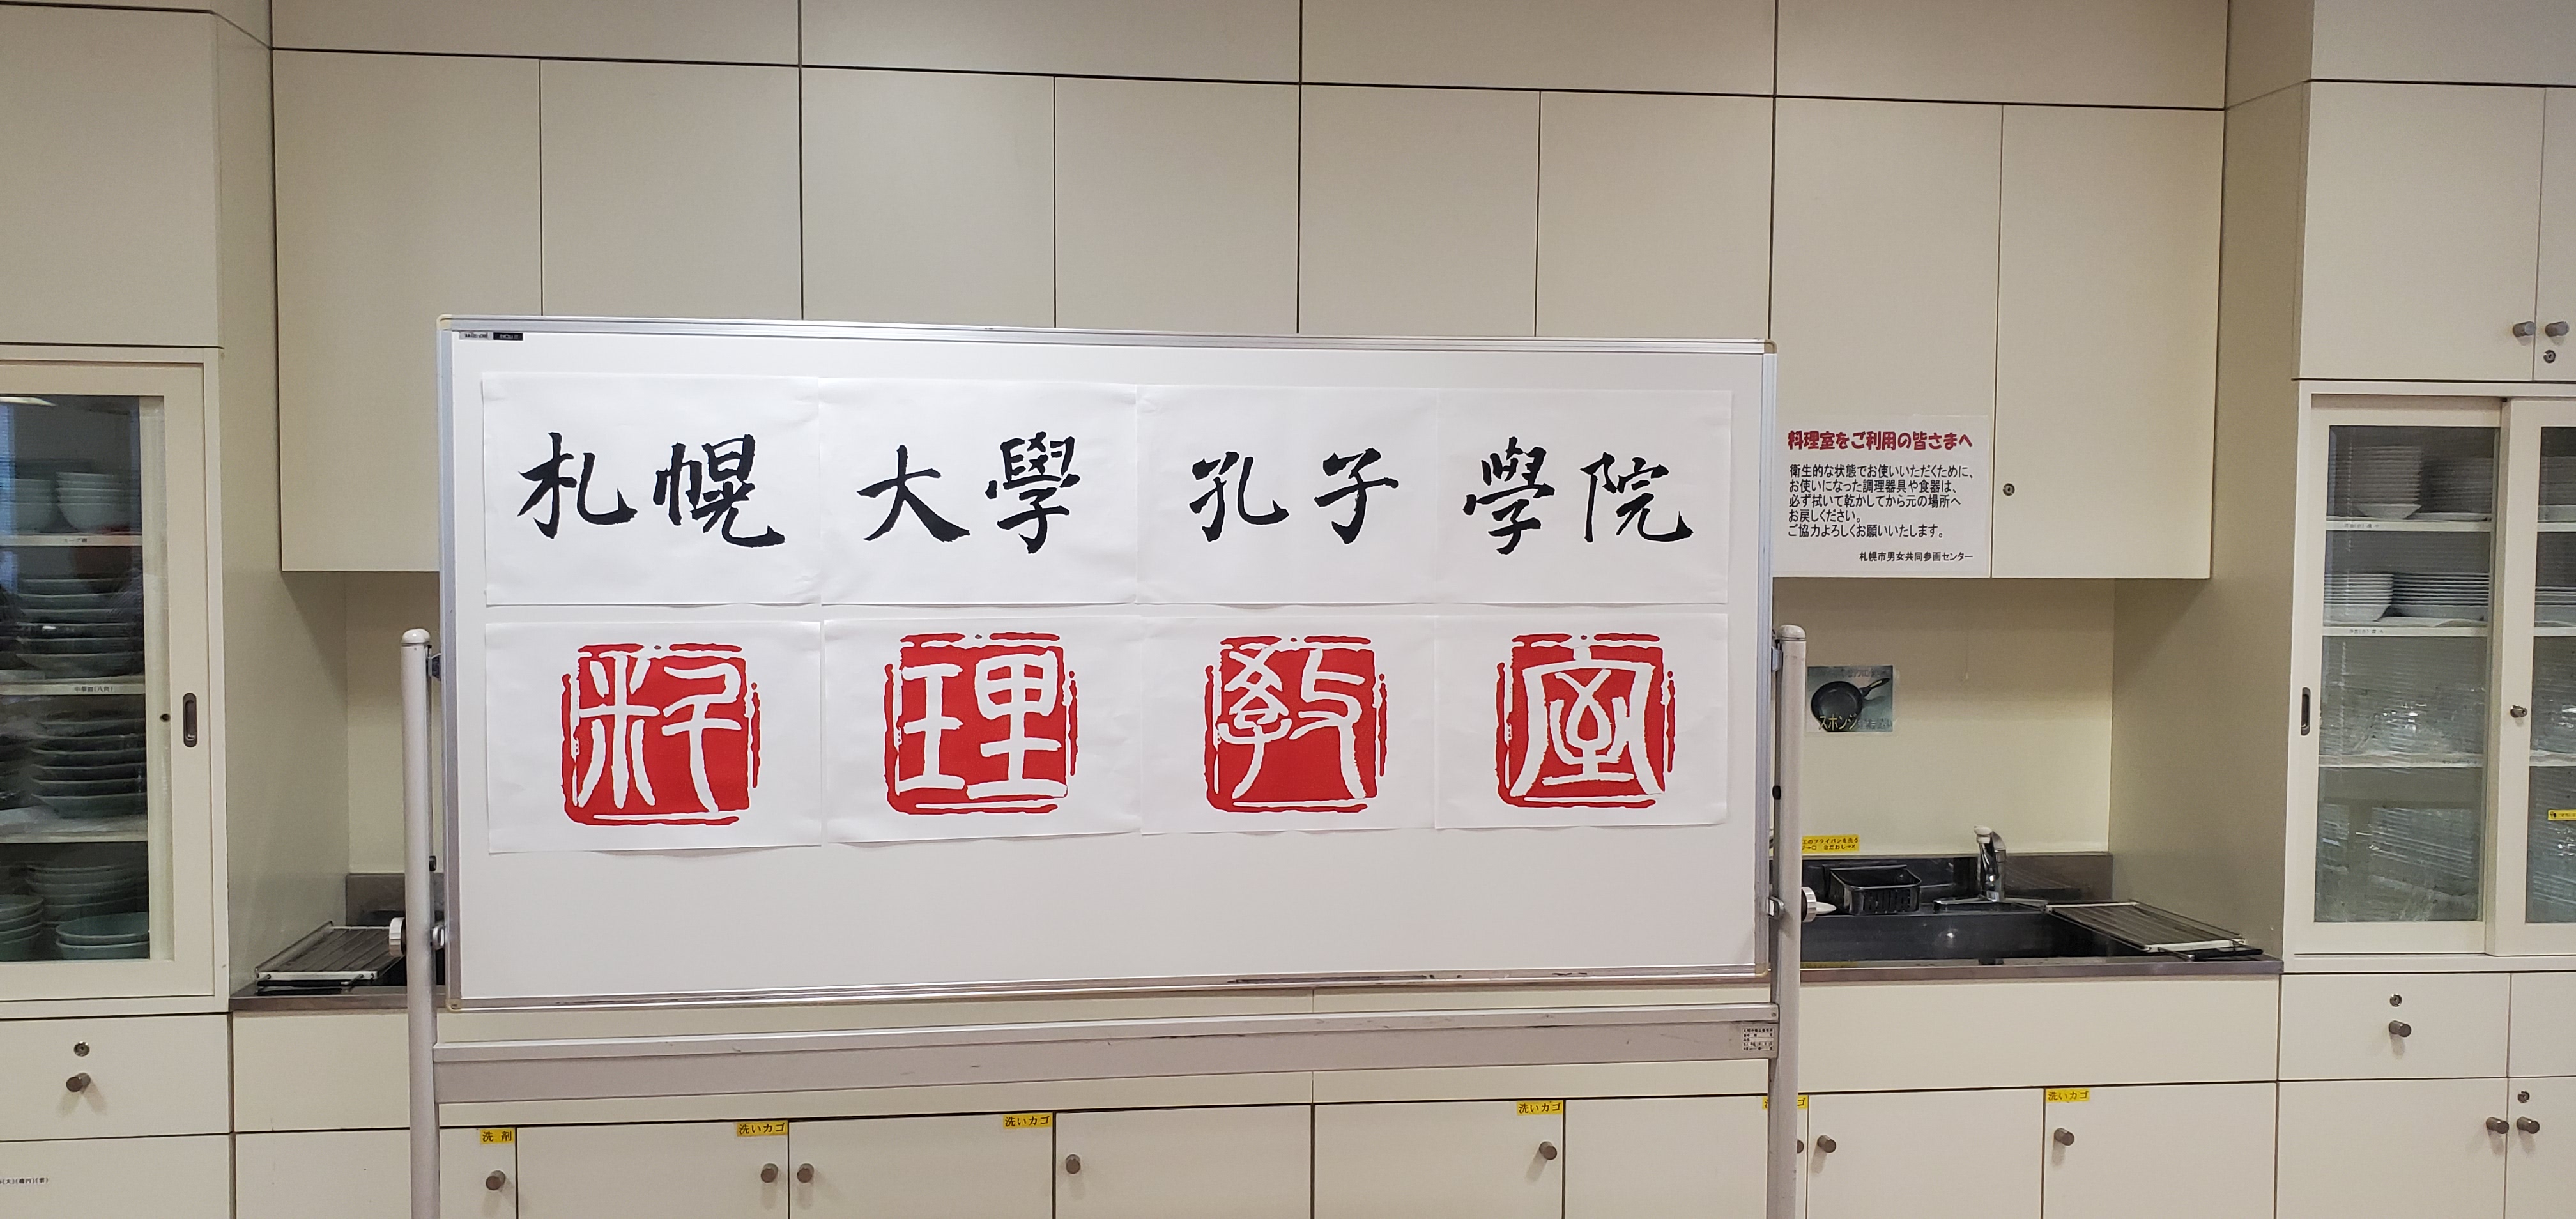 札幌大學孔子學院
料理教室
料理室をご利用の皆さまへ
衛生的な状態でお使いいただくために、
お使いになった調理器具や食器は、
必ず拭いて乾かしてから元の場所へ
お戻しください。
ご協力よろしくお願いいたします。
札幌市男女共同参画センター
スポンジ
洗剤
洗いカゴ
洗いカゴ
洗いカゴ
洗いカゴ